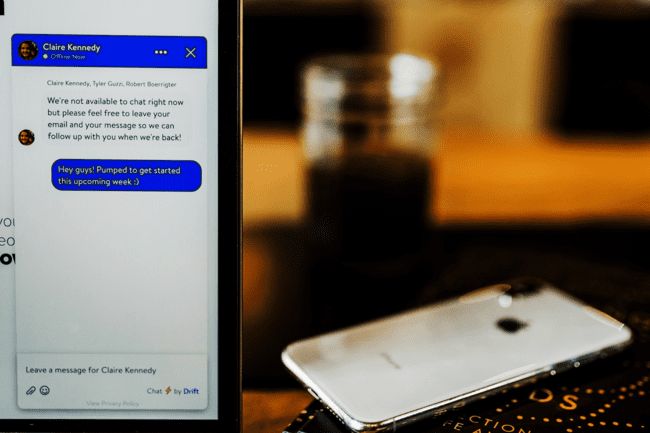 Claire Kennedy
Offline Now
Claire Kennedy, Tyler Guzzi, Robert Boerrigter
We're not available to chat right now
but please feel free to leave your
email and your message so we can
follow up with you when we're back!
Hey guys! Pumped to get started
this upcoming week :)
Leave a message for Claire Kennedy
Chat ⚡ by Drift
View Privacy Policy
DS
CTION